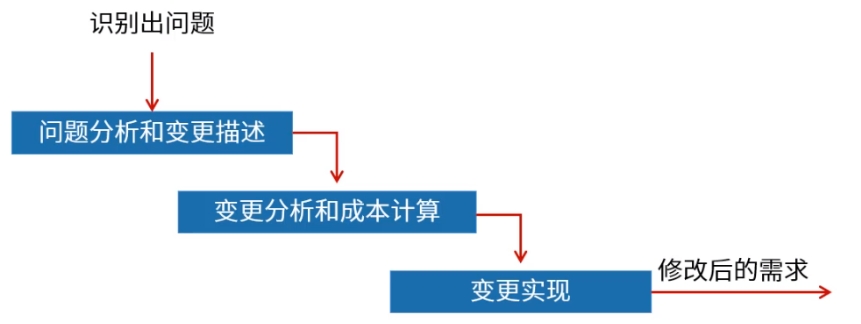 识别出问题
问题分析和变更描述
变更分析和成本计算
变更实现
修改后的需求